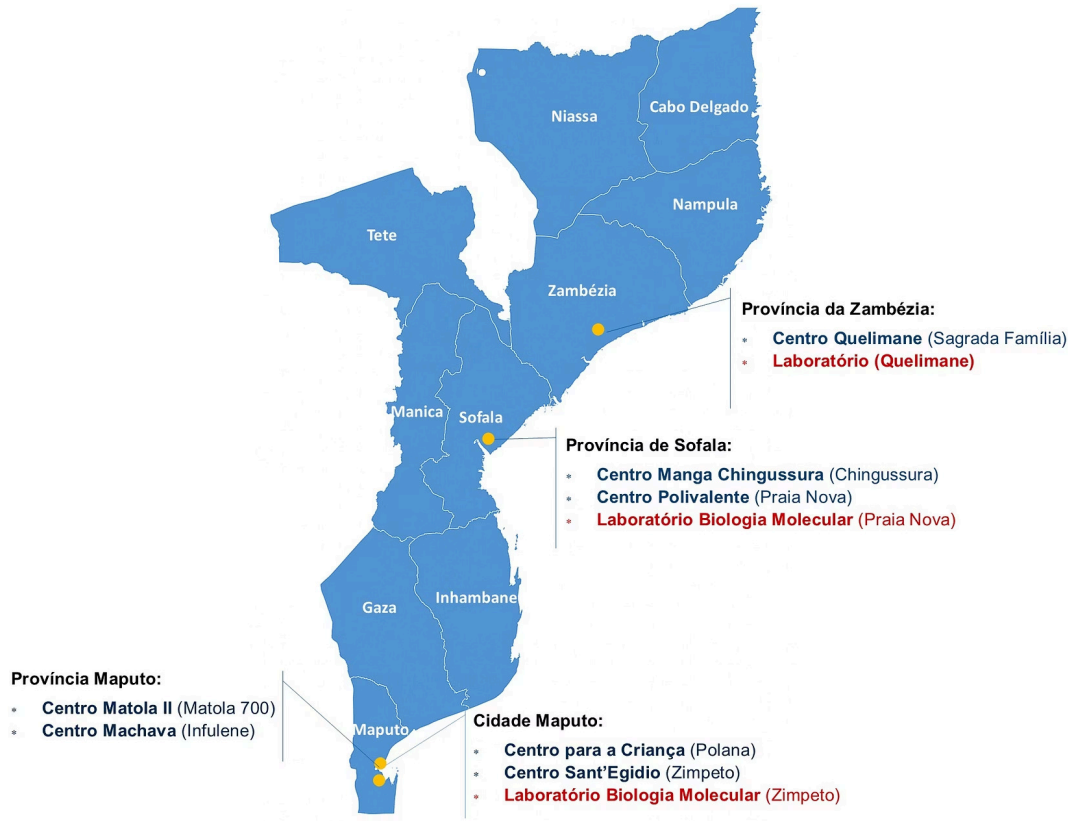 Cabo Delgado
Niassa
Nampula
Tete
Zambézia
Província da Zambézia:
* Centro Quelimane (Sagrada Família)
* Laboratório (Quelimane)
Manica
Sofala
Província de Sofala:
* Centro Manga Chingussura (Chingussura)
* Centro Polivalente (Praia Nova)
* Laboratório Biologia Molecular (Praia Nova)
Inhambane
Gaza
Província Maputo:
* Centro Matola II (Matola 700)
* Centro Machava (Infulene)
Maputo
Cidade Maputo:
* Centro para a Criança (Polana)
* Centro Sant’Egidio (Zimpeto)
* Laboratório Biologia Molecular (Zimpeto)